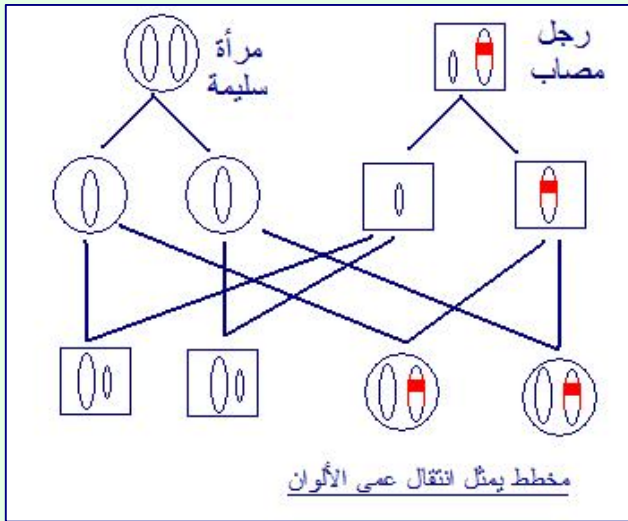 رجل
مصاب
مرأة
سليمة
مخطط يمثل انتقال عمى الألوان